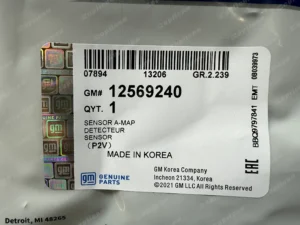 07894 13206 GR.2.239
GM# 12569240
QTY. 1
SENSOR A-MAP
DETECTEUR
SENSOR
(P2V)
MADE IN KOREA
gm GENUINE
PARTS
GM Korea Company
Incheon 21334, Korea
©2021 GM LLC All Rights Reserved
EAC
Detroit, MI 48265